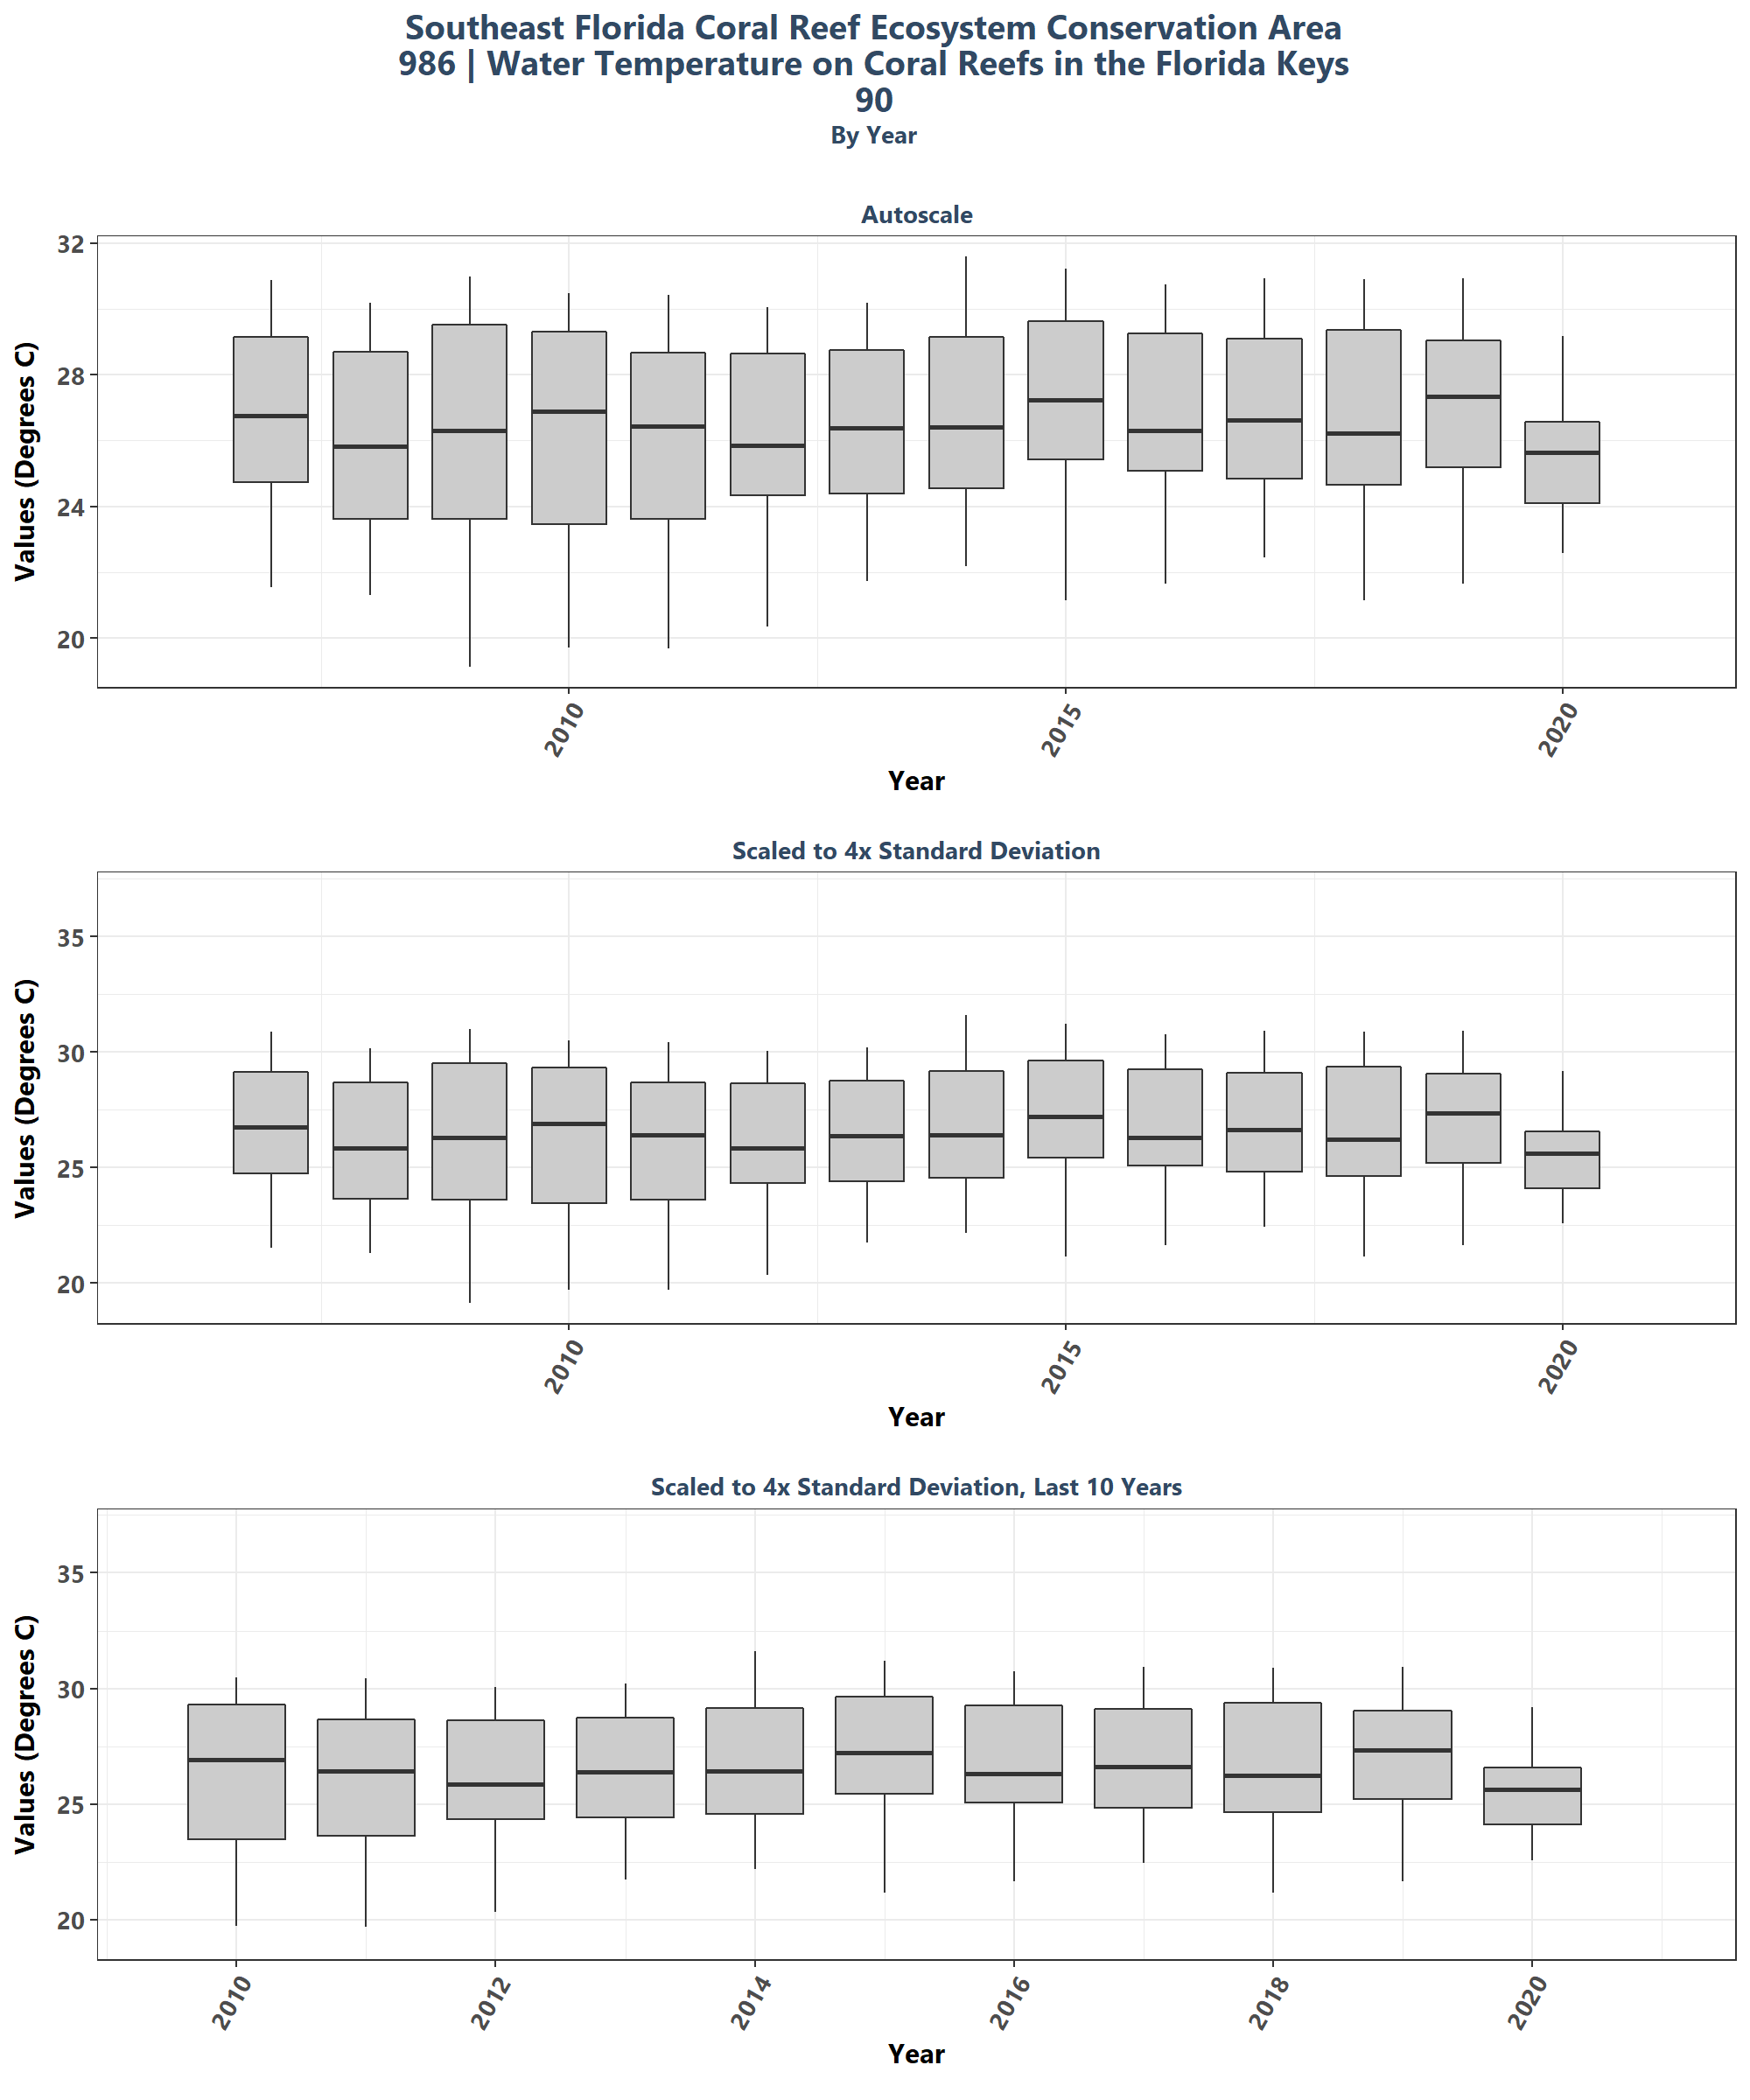 Southeast Florida Coral Reef Ecosystem Conservation Area
986 | Water Temperature on Coral Reefs in the Florida Keys
90
By Year
Autoscale
Values (Degrees C)
32
28
24
20
2010
2015
2020
Year
Scaled to 4x Standard Deviation
Values (Degrees C)
35
30
25
20
2010
2015
2020
Year
Scaled to 4x Standard Deviation, Last 10 Years
Values (Degrees C)
35
30
25
20
2010
2012
2014
2016
2018
2020
Year